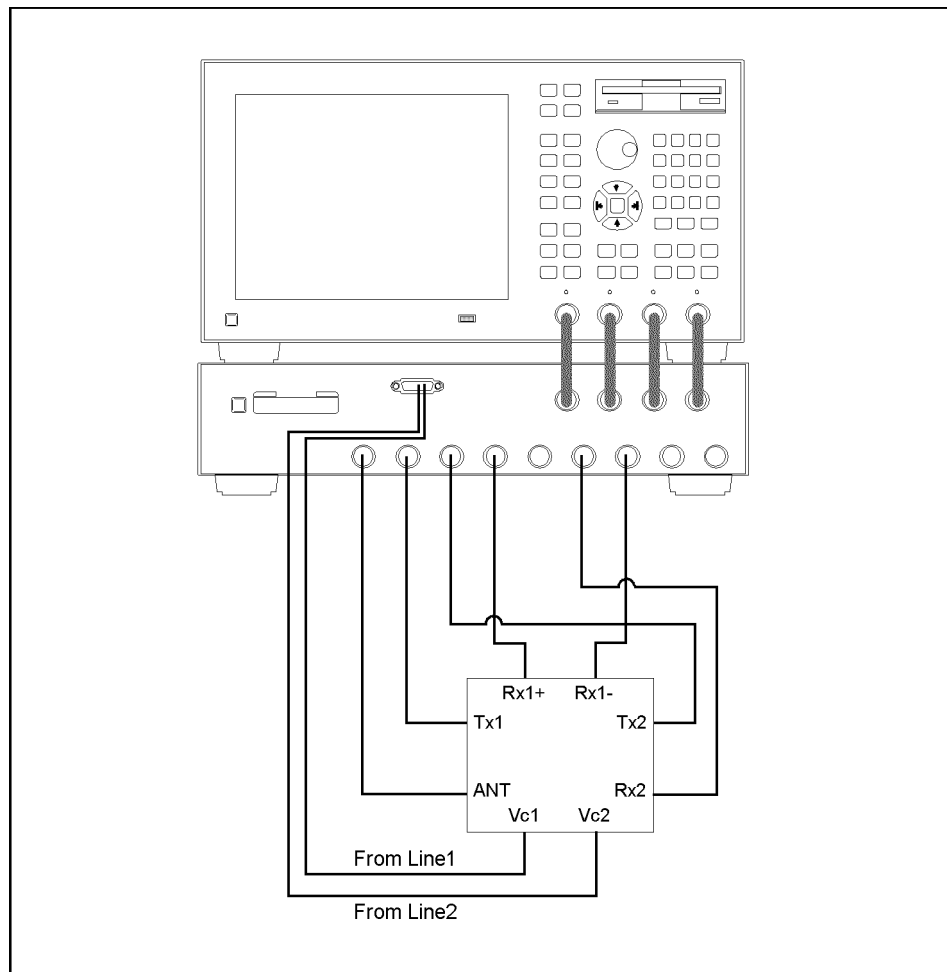 Rx1+ Rx1-
Tx1 Tx2
ANT Rx2
Vc1 Vc2
From Line1
From Line2